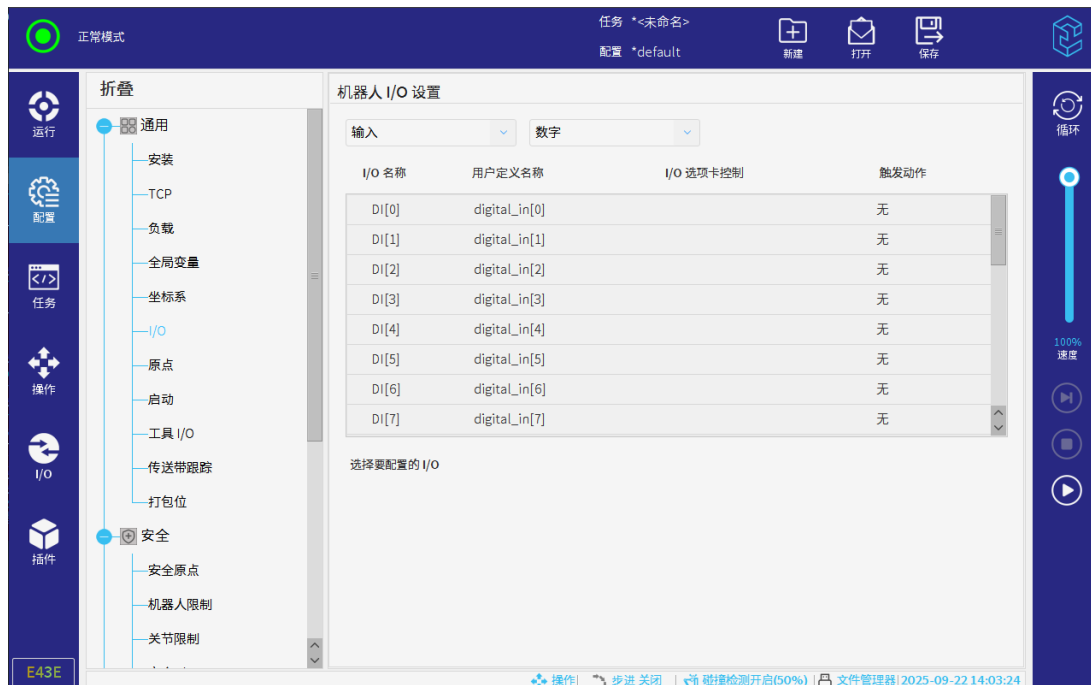 正常模式
任务 *<未命名>
配置 *default
新建
打开
保存
运行
配置
任务
操作
I/O
插件
E43E
折叠
通用
安装
TCP
负载
全局变量
坐标系
I/O
原点
启动
工具 I/O
传送带跟踪
打包位
安全
安全原点
机器人限制
关节限制
机器人 I/O 设置
输入 数字
I/O 名称 用户定义名称 I/O 选项卡控制 触发动作
DI[0] digital_in[0] 无
DI[1] digital_in[1] 无
DI[2] digital_in[2] 无
DI[3] digital_in[3] 无
DI[4] digital_in[4] 无
DI[5] digital_in[5] 无
DI[6] digital_in[6] 无
DI[7] digital_in[7] 无
选择要配置的 I/O
循环
100%
速度
操作| 步进 关闭 | 碰撞检测开启(50%) | 文件管理器|2025-09-22 14:03:24